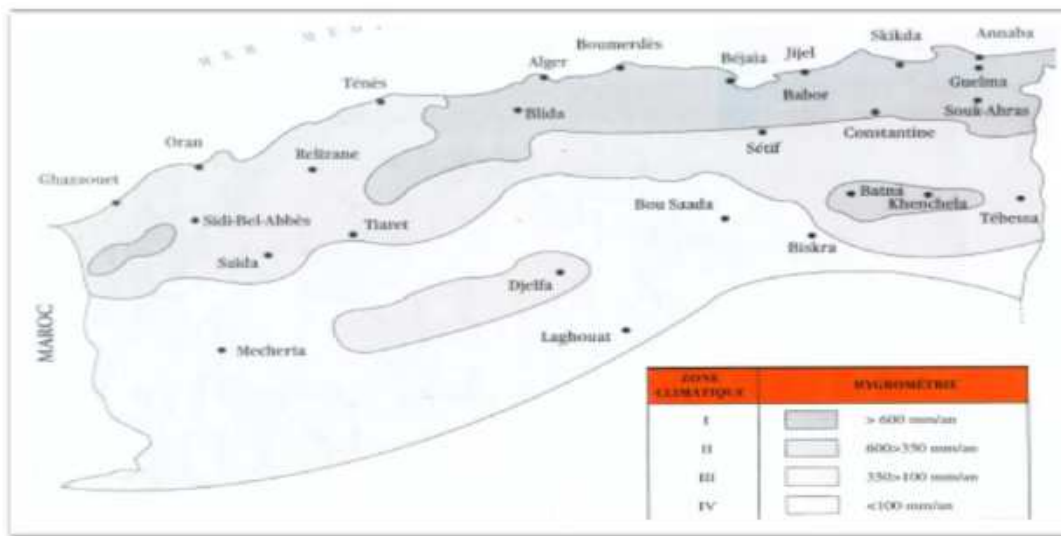 Skikda
Annaba
Boumerdès
Jijel
Alger
Béjaia
Guelma
Ténès
Babor
Blida
Souk-Ahras
Constantine
Oran
Sétif
Relizane
Ghazaouet
Batna
Khenchela
Bou Saada
Tébessa
Sidi-Bel-Abbès
Tiaret
Biskra
Saida
Djelfa
MAROC
Laghouat
Mecheria
ZONE CLIMATIQUE
HYGROMÉTRIE
I
> 600 mm/an
II
600>350 mm/an
III
350>100 mm/an
IV
<100 mm/an